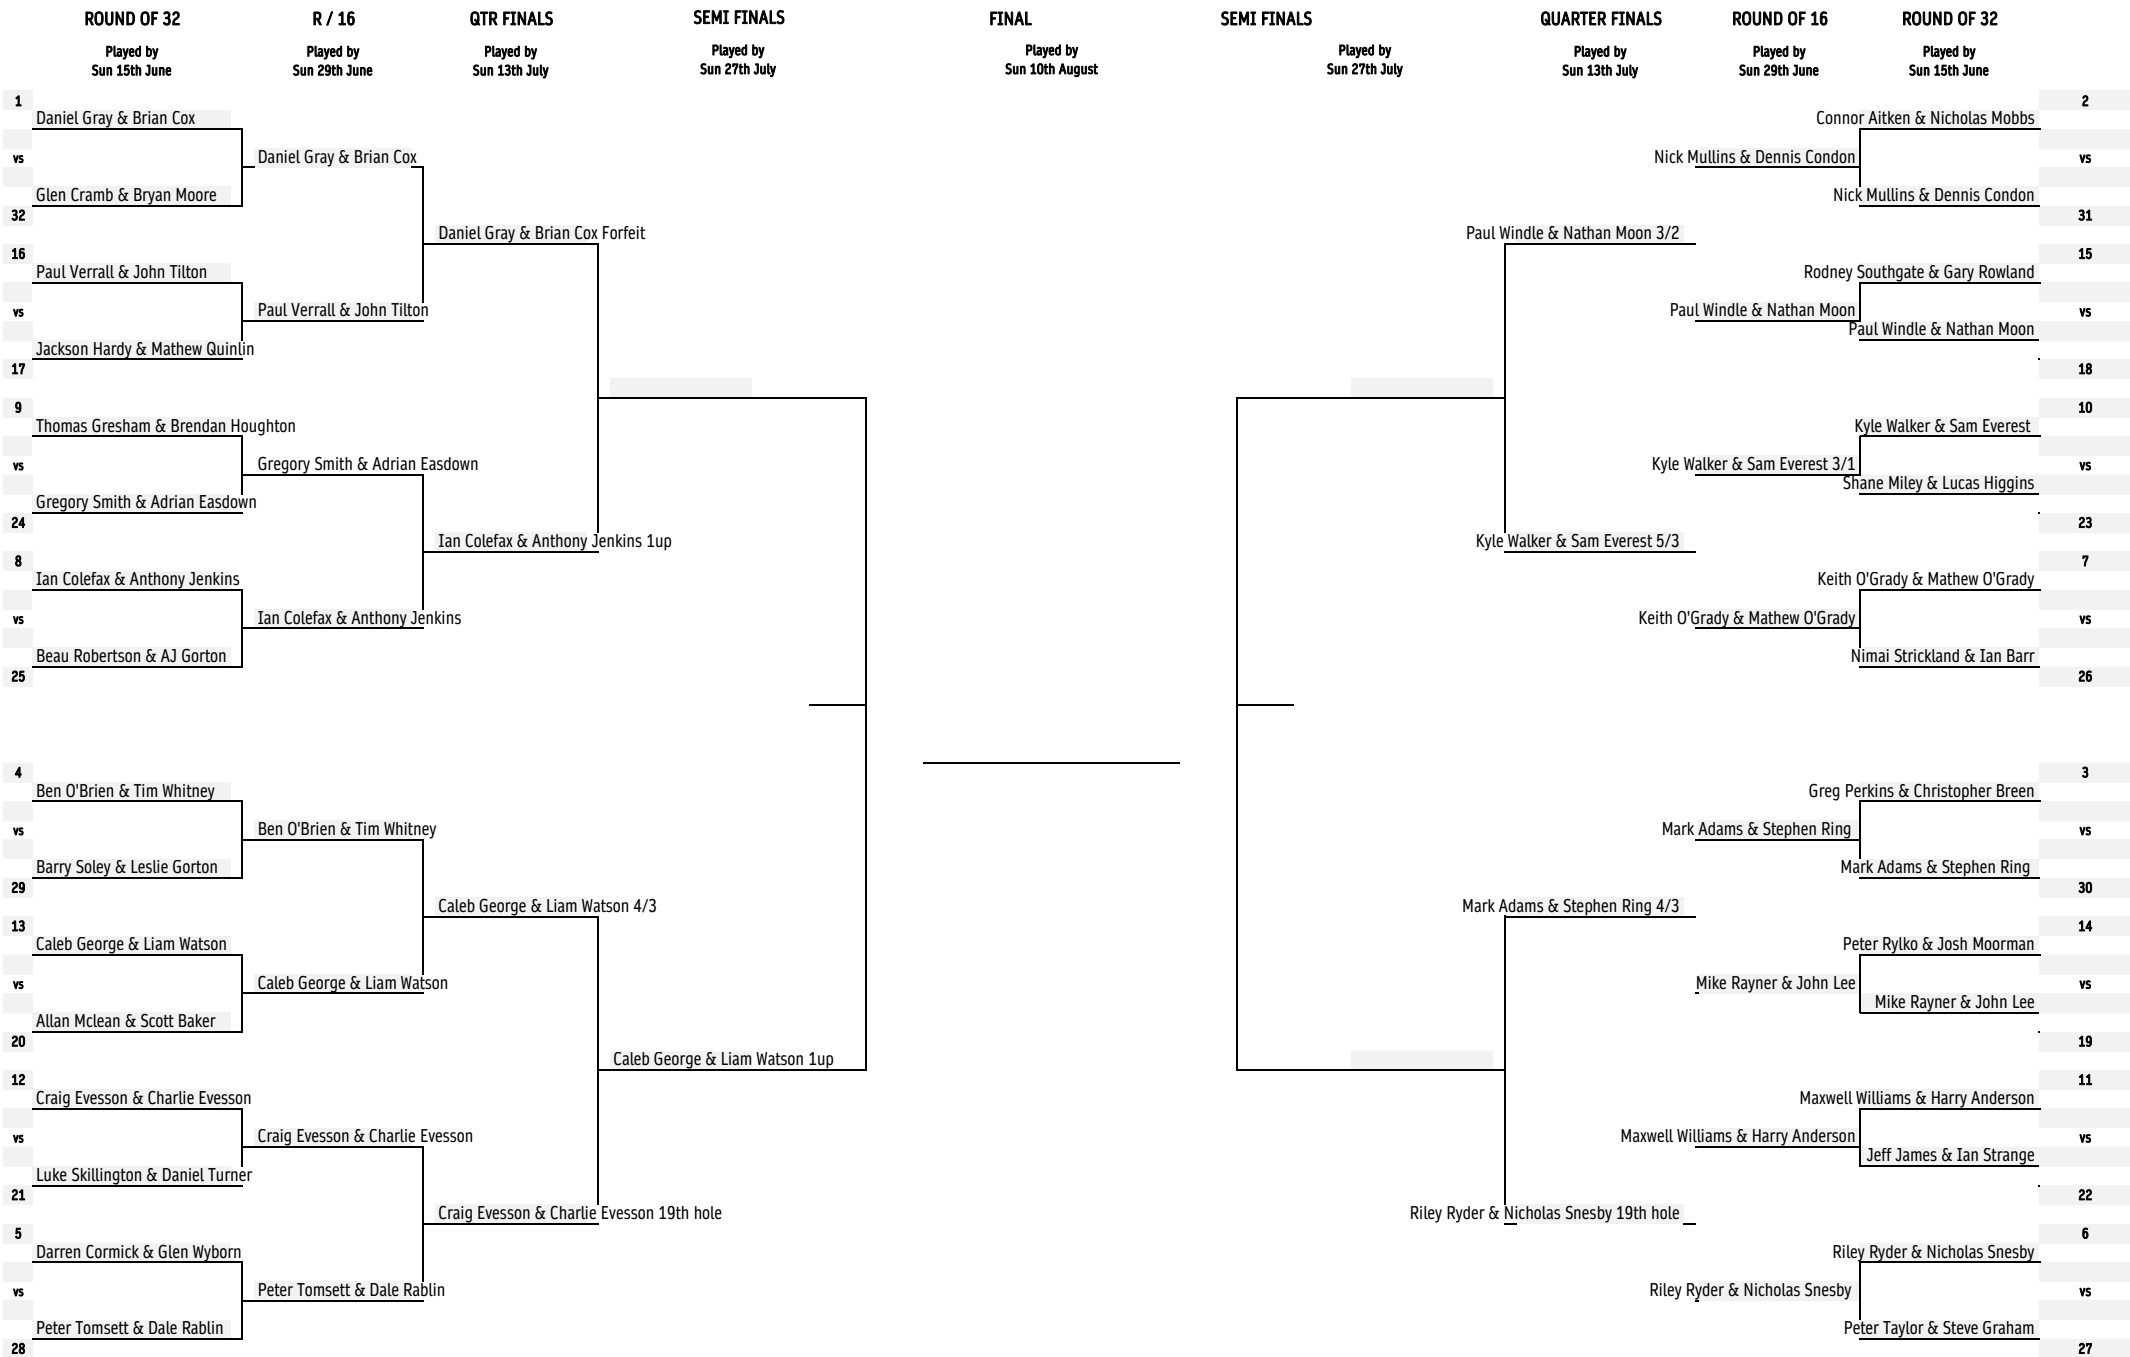 ROUND OF 32 R / 16 QTR FINALS SEMI FINALS FINAL SEMI FINALS QUARTER FINALS ROUND OF 16 ROUND OF 32
Played by Played by Played by Played by Played by Played by Played by Played by Played by
Sun 15th June Sun 29th June Sun 13th July Sun 27th July Sun 10th August Sun 27th July Sun 13th July Sun 29th June Sun 15th June
1 2
Daniel Gray & Brian Cox Connor Aitken & Nicholas Mobbs
vs Daniel Gray & Brian Cox Nick Mullins & Dennis Condon vs
Glen Cramb & Bryan Moore Nick Mullins & Dennis Condon
32 31
Daniel Gray & Brian Cox Forfeit Paul Windle & Nathan Moon 3/2
16 15
Paul Verrall & John Tilton Rodney Southgate & Gary Rowland
vs Paul Verrall & John Tilton Paul Windle & Nathan Moon vs
Paul Windle & Nathan Moon
Jackson Hardy & Mathew Quinlin
17 18
9 10
Thomas Gresham & Brendan Houghton Kyle Walker & Sam Everest
vs Gregory Smith & Adrian Easdown Kyle Walker & Sam Everest 3/1 vs
Shane Miley & Lucas Higgins
Gregory Smith & Adrian Easdown
24 23
Ian Colefax & Anthony Jenkins 1up Kyle Walker & Sam Everest 5/3
8 7
Ian Colefax & Anthony Jenkins Keith O'Grady & Mathew O'Grady
vs Ian Colefax & Anthony Jenkins Keith O'Grady & Mathew O'Grady vs
Beau Robertson & AJ Gorton Nimai Strickland & Ian Barr
25 26
4 3
Ben O'Brien & Tim Whitney Greg Perkins & Christopher Breen
vs Ben O'Brien & Tim Whitney Mark Adams & Stephen Ring vs
Barry Soley & Leslie Gorton Mark Adams & Stephen Ring
29 30
Caleb George & Liam Watson 4/3 Mark Adams & Stephen Ring 4/3
13 14
Caleb George & Liam Watson Peter Rylko & Josh Moorman
vs Caleb George & Liam Watson Mike Rayner & John Lee vs
Mike Rayner & John Lee
Allan Mclean & Scott Baker
20 19
Caleb George & Liam Watson 1up
12 11
Craig Evesson & Charlie Evesson Maxwell Williams & Harry Anderson
vs Craig Evesson & Charlie Evesson Maxwell Williams & Harry Anderson vs
Jeff James & Ian Strange
Luke Skillington & Daniel Turner
21 22
Craig Evesson & Charlie Evesson 19th hole Riley Ryder & Nicholas Snesby 19th hole
5 6
Darren Cormick & Glen Wyborn Riley Ryder & Nicholas Snesby
vs Peter Tomsett & Dale Rablin Riley Ryder & Nicholas Snesby vs
Peter Tomsett & Dale Rablin Peter Taylor & Steve Graham
28 27